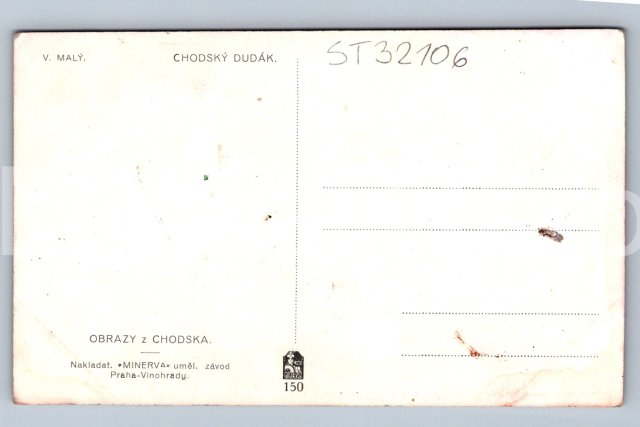 V. MALÝ.
CHODSKÝ DUDÁK.
ST32106
OBRAZY z CHODSKA.
Nakladat. »MINERVA« uměl. závod
Praha-Vinohrady.
150